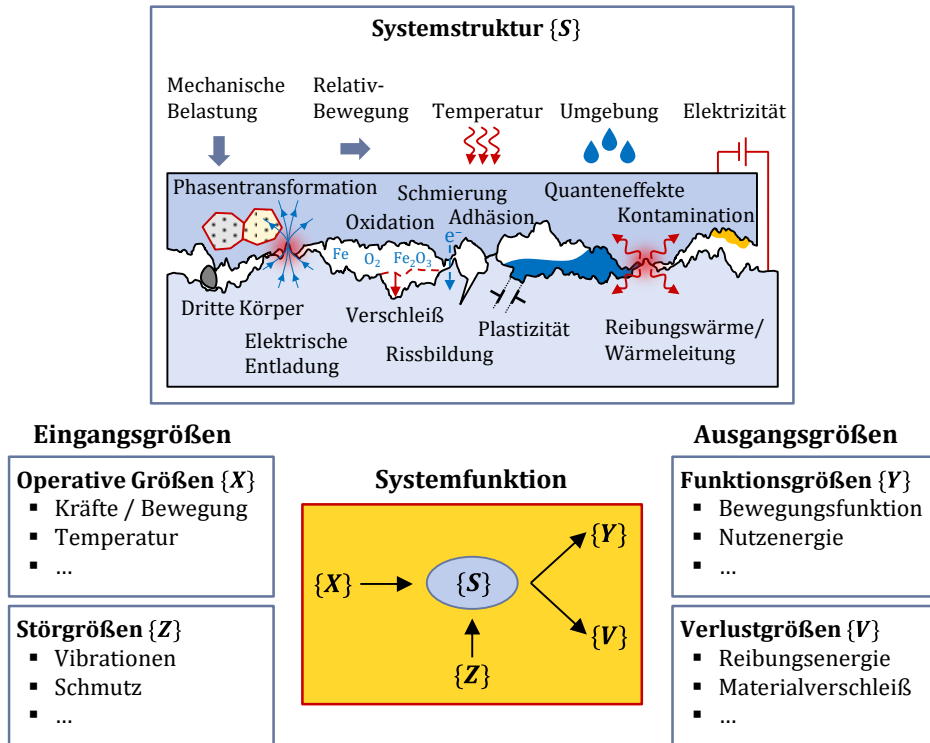 Systemstruktur {S}
Mechanische
Belastung
Relativ-
Bewegung
Temperatur
Umgebung
Elektrizität
Phasentransformation
Schmierung
Quanteneffekte
Oxidation
Adhäsion
Kontamination
e⁻
Fe
O₂
Fe₂O₃
Dritte Körper
Verschleiß
Plastizität
Reibungswärme/
Wärmeleitung
Elektrische
Entladung
Rissbildung
Eingangsgrößen
Operative Größen {X}
▪ Kräfte / Bewegung
▪ Temperatur
▪ …
Störgrößen {Z}
▪ Vibrationen
▪ Schmutz
▪ …
Systemfunktion
{X}
{S}
{Y}
{V}
{Z}
Ausgangsgrößen
Funktionsgrößen {Y}
▪ Bewegungsfunktion
▪ Nutzenergie
▪ …
Verlustgrößen {V}
▪ Reibungsenergie
▪ Materialverschleiß
▪ …